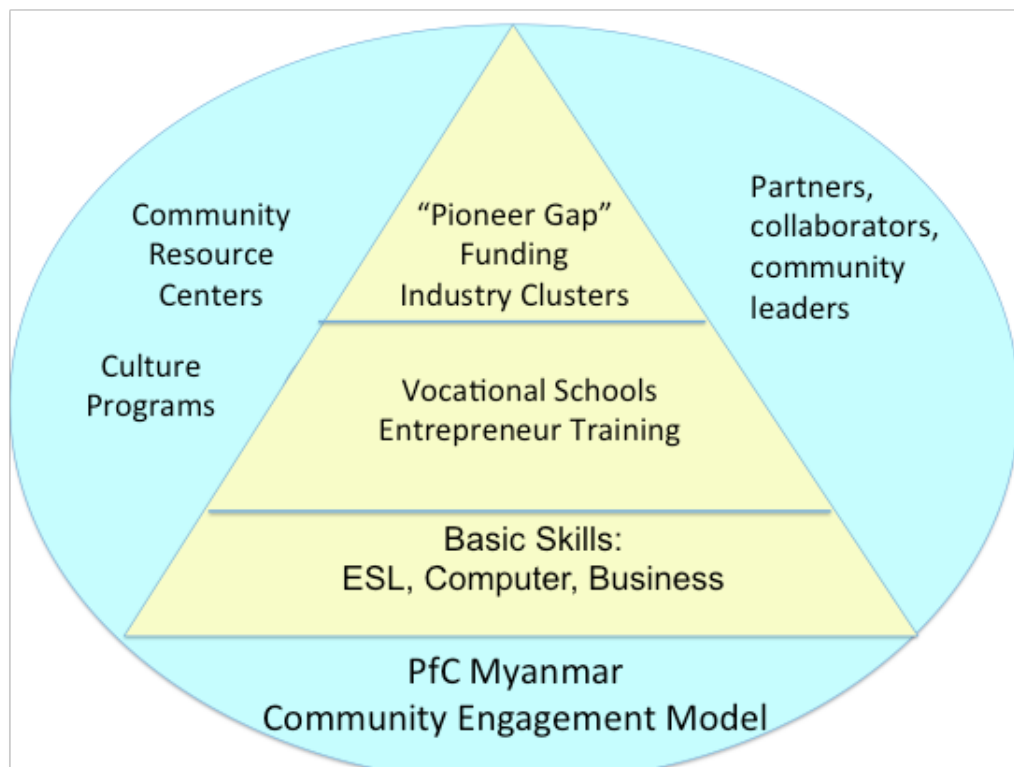 Community
Resource
Centers
Culture
Programs
“Pioneer Gap”
Funding
Industry Clusters
Vocational Schools
Entrepreneur Training
Basic Skills:
ESL, Computer, Business
Partners,
collaborators,
community
leaders
PfC Myanmar
Community Engagement Model